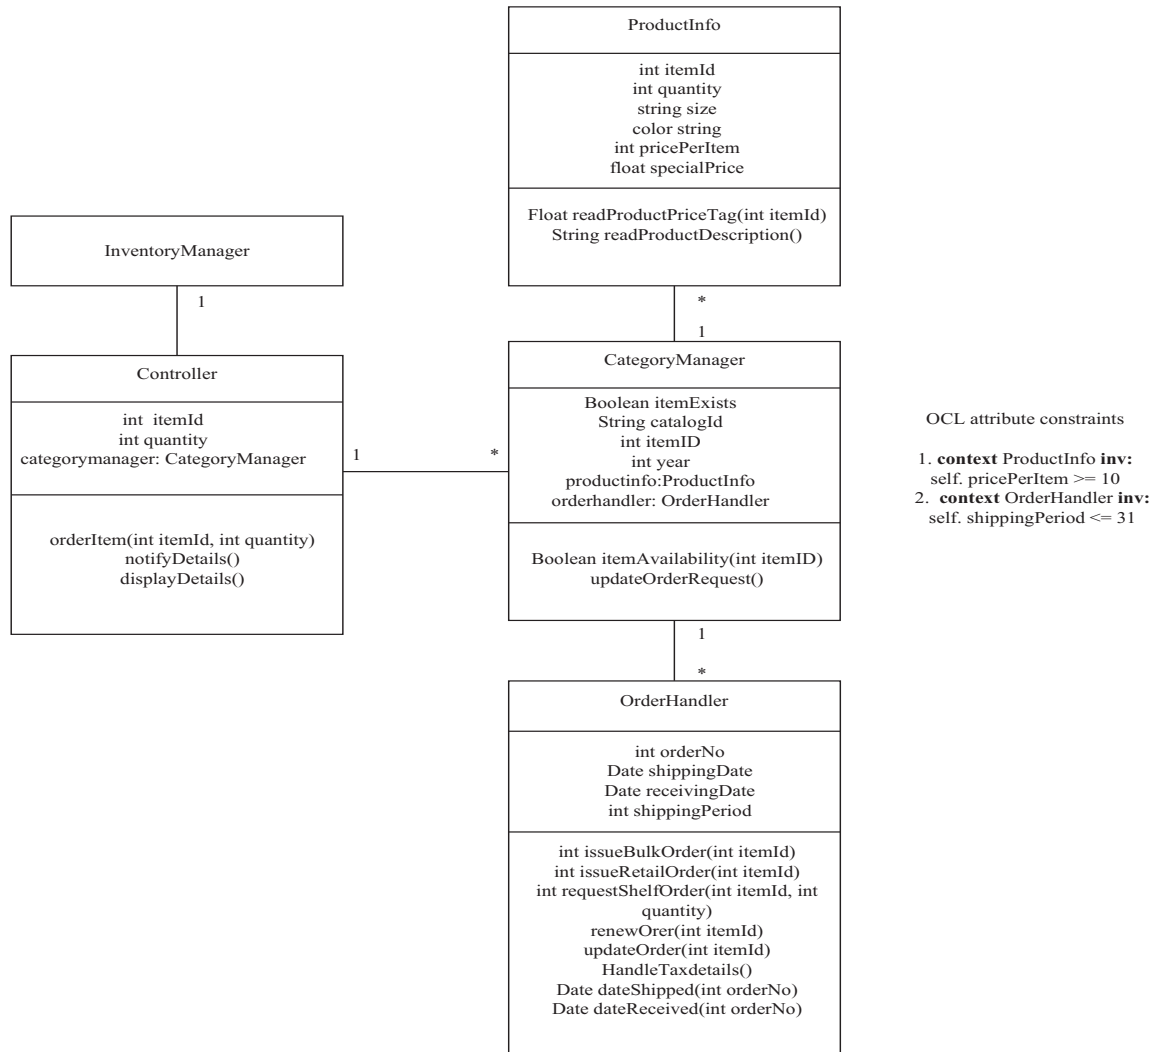 ProductInfo
int itemId
int quantity
string size
color string
int pricePerItem
float specialPrice
Float readProductPriceTag(int itemId)
String readProductDescription()
InventoryManager
1
*
1
Controller
int  itemId
int quantity
categorymanager: CategoryManager
orderItem(int itemId, int quantity)
notifyDetails()
displayDetails()
1
*
CategoryManager
Boolean itemExists
String catalogId
int itemID
int year
productinfo:ProductInfo
orderhandler: OrderHandler
Boolean itemAvailability(int itemID)
updateOrderRequest()
OCL attribute constraints
1. context ProductInfo inv:
self. pricePerItem >= 10
2.  context OrderHandler inv:
self. shippingPeriod <= 31
1
*
OrderHandler
int orderNo
Date shippingDate
Date receivingDate
int shippingPeriod
int issueBulkOrder(int itemId)
int issueRetailOrder(int itemId)
int requestShelfOrder(int itemId, int
quantity)
renewOrer(int itemId)
updateOrder(int itemId)
HandleTaxdetails()
Date dateShipped(int orderNo)
Date dateReceived(int orderNo)